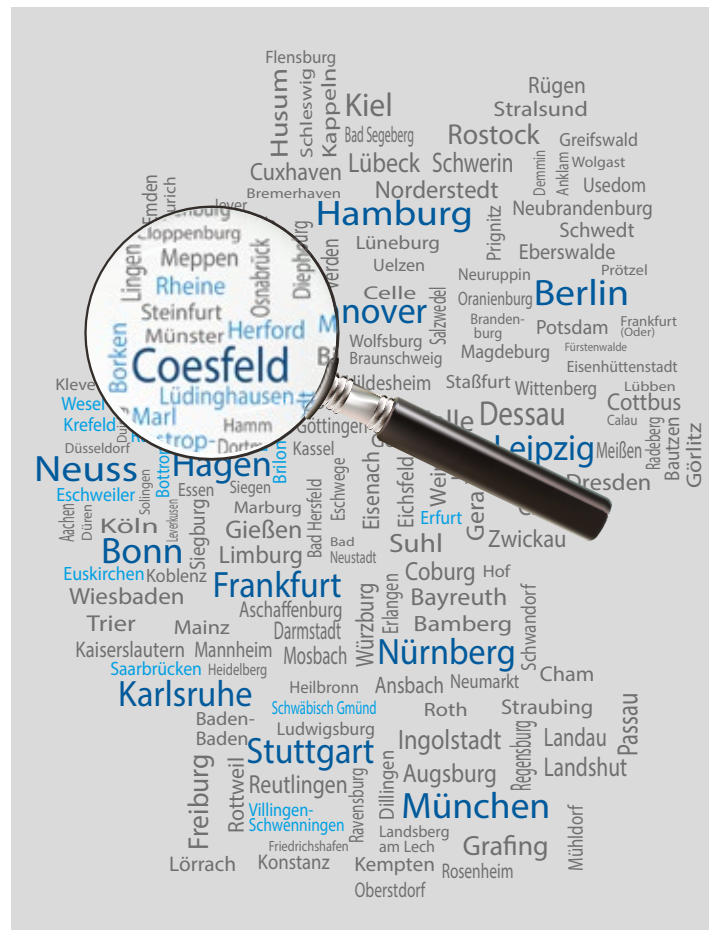 Flensburg
Husum
Schleswig
Kappeln
Kiel
Rügen
Stralsund
Bad Segeberg
Rostock
Greifswald
Cuxhaven
Lübeck
Schwerin
Demmin
Anklam
Wolgast
Bremerhaven
Norderstedt
Usedom
Emden
Hamburg
Prignitz
Neubrandenburg
Schwedt
Lüneburg
Eberswalde
Uelzen
Neuruppin
Prötzel
Lingen
Meppen
Osnabrück
Rheine
Celle
Salzwedel
Oranienburg
Berlin
Steinfurt
Branden-
burg
Potsdam
Frankfurt
(Oder)
Münster
Herford
Wolfsburg
Fürstenwalde
Borken
Coesfeld
Braunschweig
Magdeburg
Eisenhüttenstadt
Kleve
Lüdinghausen
Staßfurt
Wittenberg
Lübben
Wesel
Marl
Cottbus
Krefeld
Hamm
Göttingen
Dessau
Calau
Düsseldorf
Kassel
Leipzig
Meißen
Radeberg
Bautzen
Görlitz
Neuss
Hagen
Brilon
Eschweiler
Solingen
Essen
Siegen
Eschwege
Eisenach
Eichsfeld
Dresden
Aachen
Düren
Köln
Leverkusen
Siegburg
Marburg
Bad Hersfeld
Erfurt
Gera
Gießen
Bonn
Limburg
Bad
Neustadt
Suhl
Zwickau
Euskirchen
Koblenz
Frankfurt
Coburg
Hof
Wiesbaden
Aschaffenburg
Würzburg
Erlangen
Bayreuth
Trier
Mainz
Darmstadt
Bamberg
Schwandorf
Kaiserslautern
Mannheim
Mosbach
Nürnberg
Saarbrücken
Heidelberg
Cham
Karlsruhe
Heilbronn
Ansbach
Neumarkt
Schwäbisch Gmünd
Roth
Straubing
Passau
Baden-
Baden
Ludwigsburg
Stuttgart
Ingolstadt
Regensburg
Landau
Freiburg
Rottweil
Reutlingen
Ravensburg
Dillingen
Augsburg
Landshut
Villingen-
Schwenningen
München
Mühldorf
Friedrichshafen
Landsberg
am Lech
Grafing
Lörrach
Konstanz
Kempten
Rosenheim
Oberstdorf